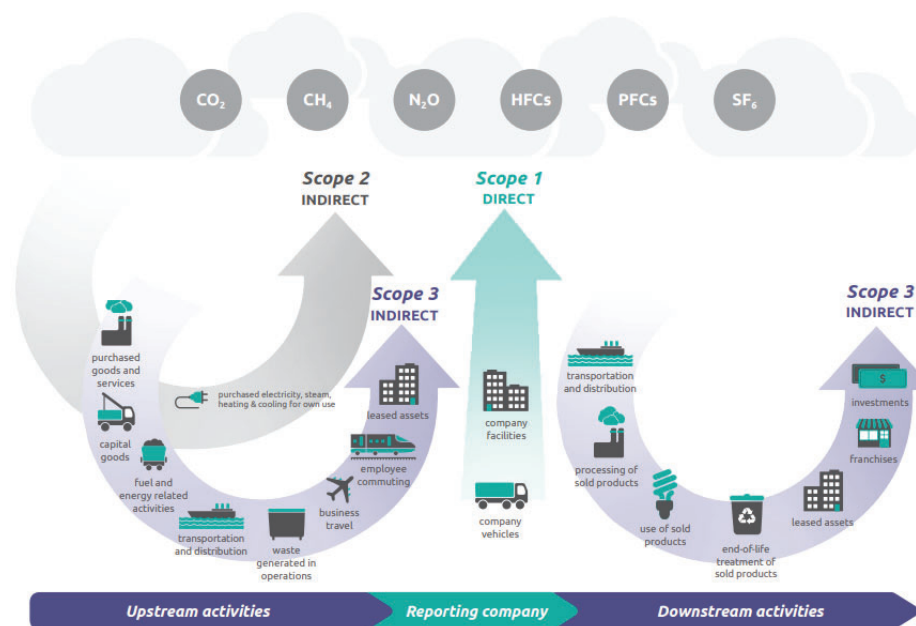 CO₂
CH₄
N₂O
HFCs
PFCs
SF₆
Scope 2
INDIRECT
Scope 1
DIRECT
Scope 3
INDIRECT
Scope 3
INDIRECT
purchased
goods and
services
capital
goods
fuel and
energy related
activities
transportation
and distribution
waste
generated in
operations
business
travel
employee
commuting
leased assets
purchased electricity, steam,
heating & cooling for own use
company
facilities
company
vehicles
transportation
and distribution
processing of
sold products
use of sold
products
end-of-life
treatment of
sold products
leased assets
franchises
investments
$
Upstream activities
Reporting company
Downstream activities